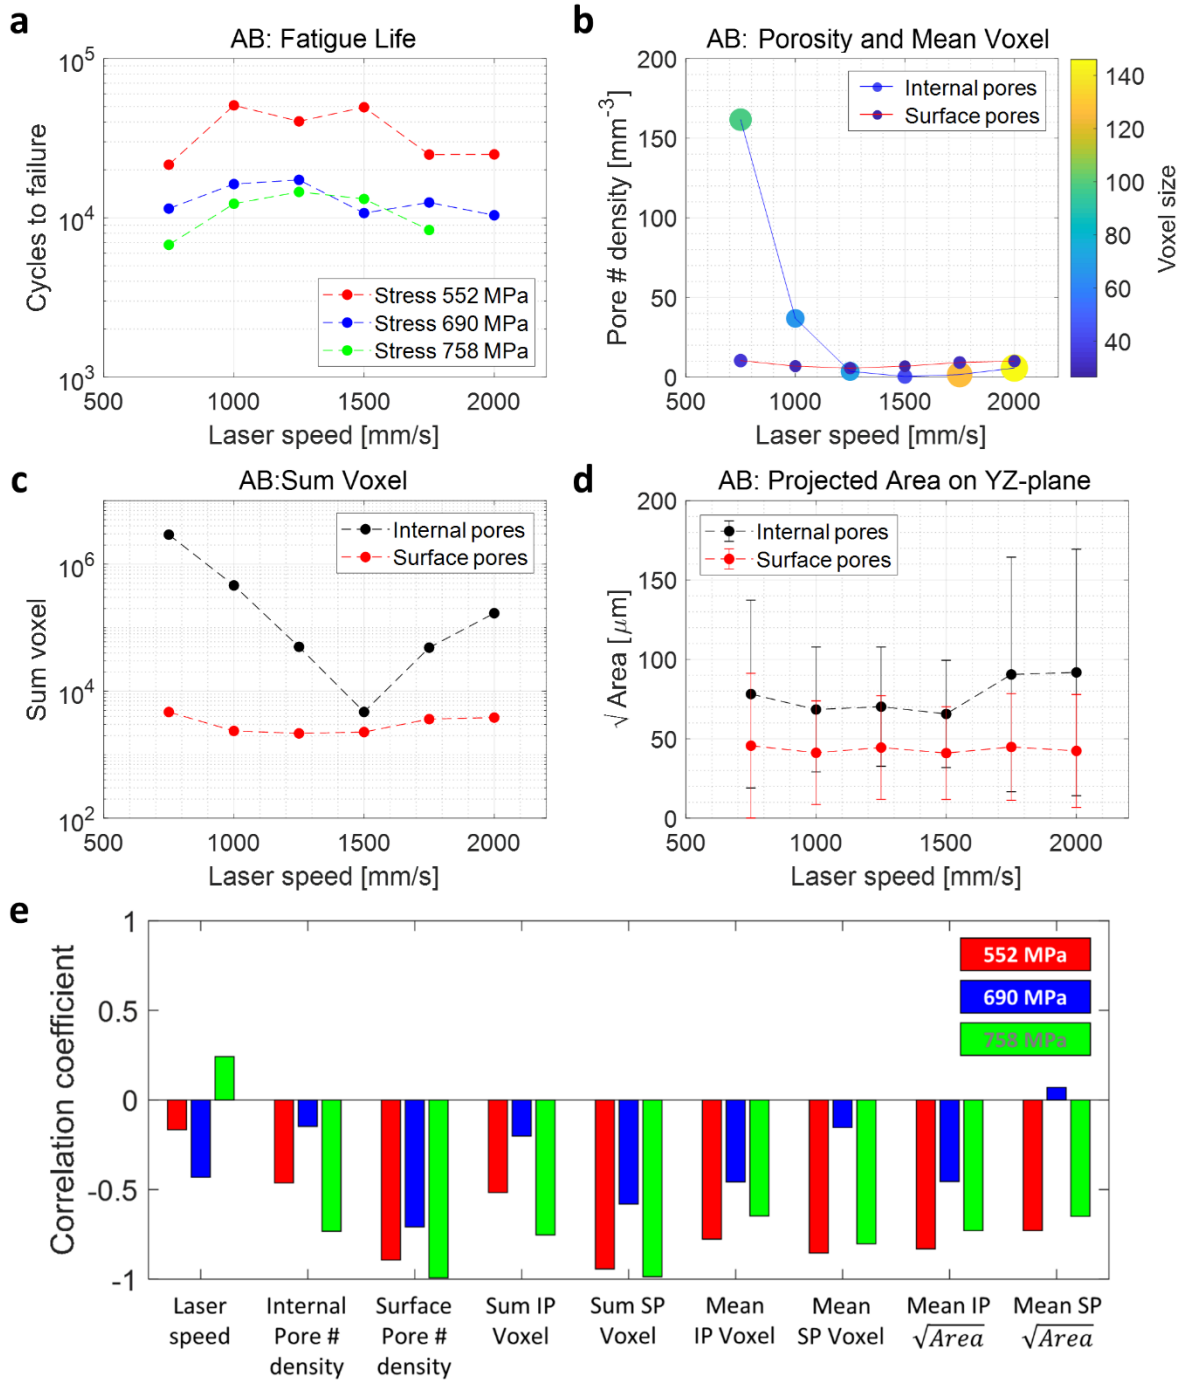 a
AB: Fatigue Life
10^5
10^4
10^3
Cycles to failure
Stress 552 MPa
Stress 690 MPa
Stress 758 MPa
500 1000 1500 2000
Laser speed [mm/s]
b
AB: Porosity and Mean Voxel
200
150
100
50
0
Pore # density [mm^-3]
Internal pores
Surface pores
500 1000 1500 2000
Laser speed [mm/s]
140
120
100
80
60
40
Voxel size
c
AB:Sum Voxel
10^6
10^4
10^2
Sum voxel
Internal pores
Surface pores
500 1000 1500 2000
Laser speed [mm/s]
d
AB: Projected Area on YZ-plane
200
150
100
50
0
√ Area [μm]
Internal pores
Surface pores
500 1000 1500 2000
Laser speed [mm/s]
e
1
0.5
0
-0.5
-1
Correlation coefficient
552 MPa
690 MPa
758 MPa
Laser
speed
Internal
Pore #
density
Surface
Pore #
density
Sum IP
Voxel
Sum SP
Voxel
Mean
IP Voxel
Mean
SP Voxel
Mean IP
√Area
Mean SP
√Area